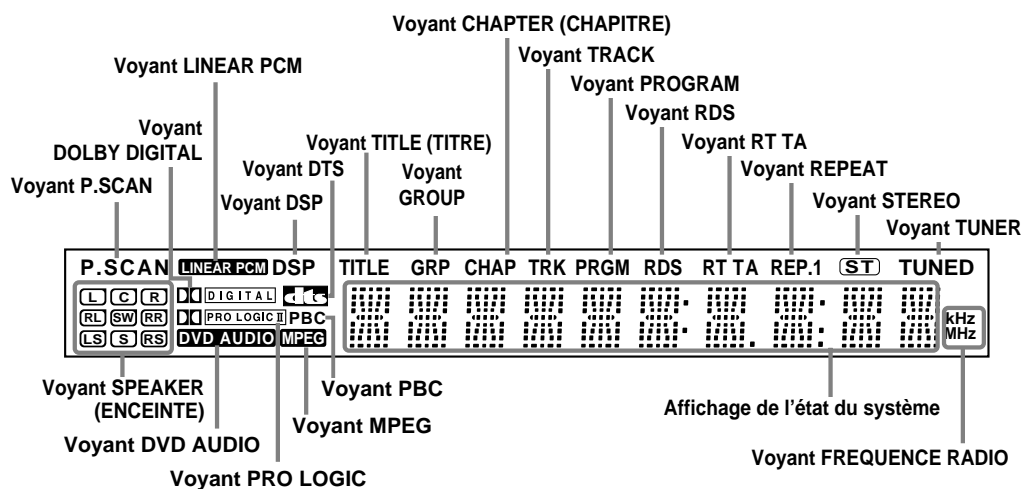 Voyant CHAPTER (CHAPITRE)
Voyant TRACK
Voyant LINEAR PCM
Voyant PROGRAM
Voyant RDS
Voyant
DOLBY DIGITAL
Voyant TITLE (TITRE)
Voyant RT TA
Voyant DTS
Voyant
GROUP
Voyant REPEAT
Voyant P.SCAN
Voyant DSP
Voyant STEREO
Voyant TUNER
P.SCAN LINEAR PCM DSP TITLE GRP CHAP TRK PRGM RDS RT TA REP.1 ST TUNED
L C R DIGITAL dts
RL SW RR PRO LOGIC II PBC kHz
LS S RS DVD AUDIO MPEG MHz
Voyant SPEAKER
(ENCEINTE)
Voyant PBC
Affichage de l'état du système
Voyant MPEG
Voyant DVD AUDIO
Voyant FREQUENCE RADIO
Voyant PRO LOGIC